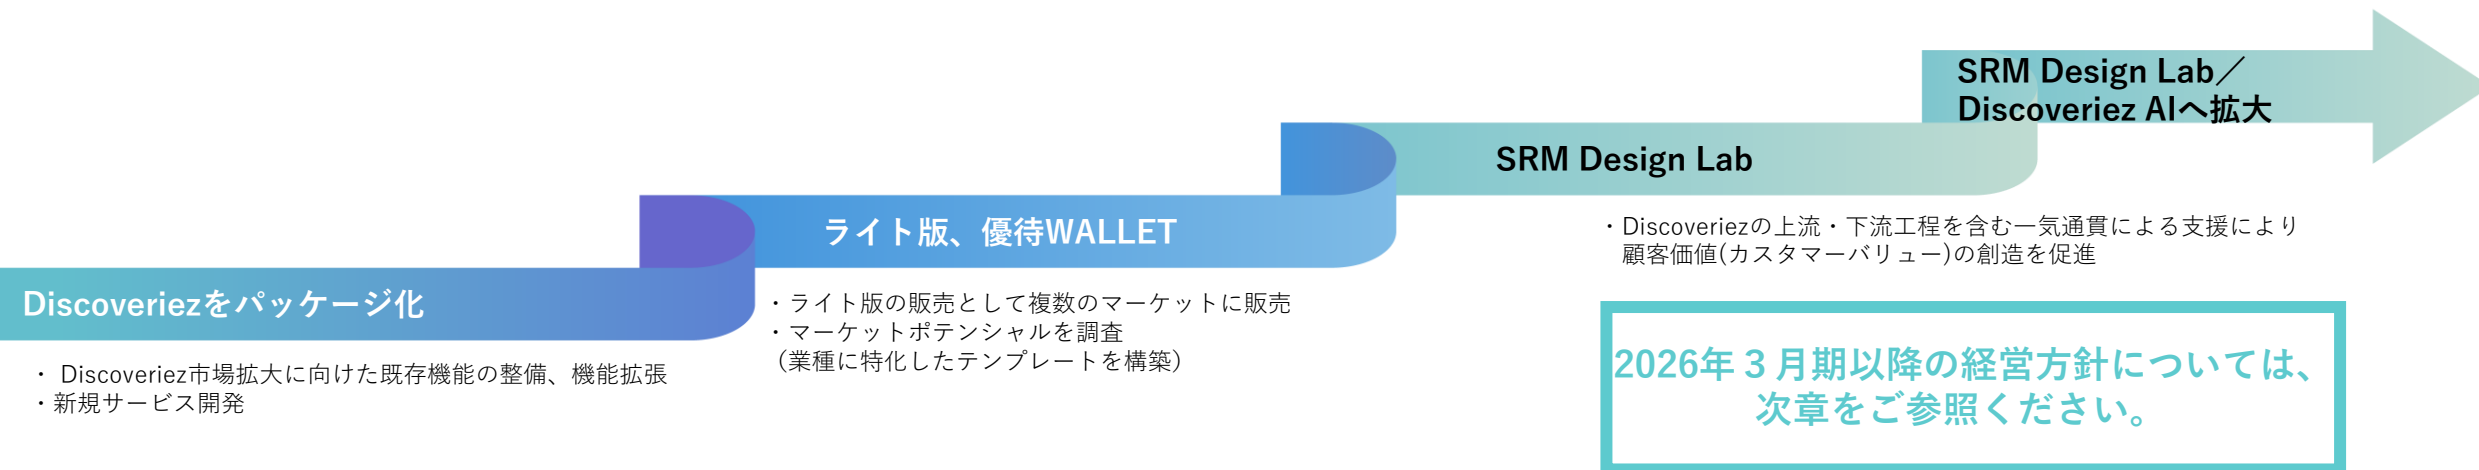 Discoveriezをパッケージ化
・ Discoveriez市場拡大に向けた既存機能の整備、機能拡張
・新規サービス開発
ライト版、優待WALLET
・ライト版の販売として複数のマーケットに販売
・マーケットポテンシャルを調査
（業種に特化したテンプレートを構築）
SRM Design Lab
SRM Design Lab／
Discoveriez AIへ拡大
・Discoveriezの上流・下流工程を含む一気通貫による支援により
顧客価値(カスタマーバリュー)の創造を促進
2026年３月期以降の経営方針については、
次章をご参照ください。